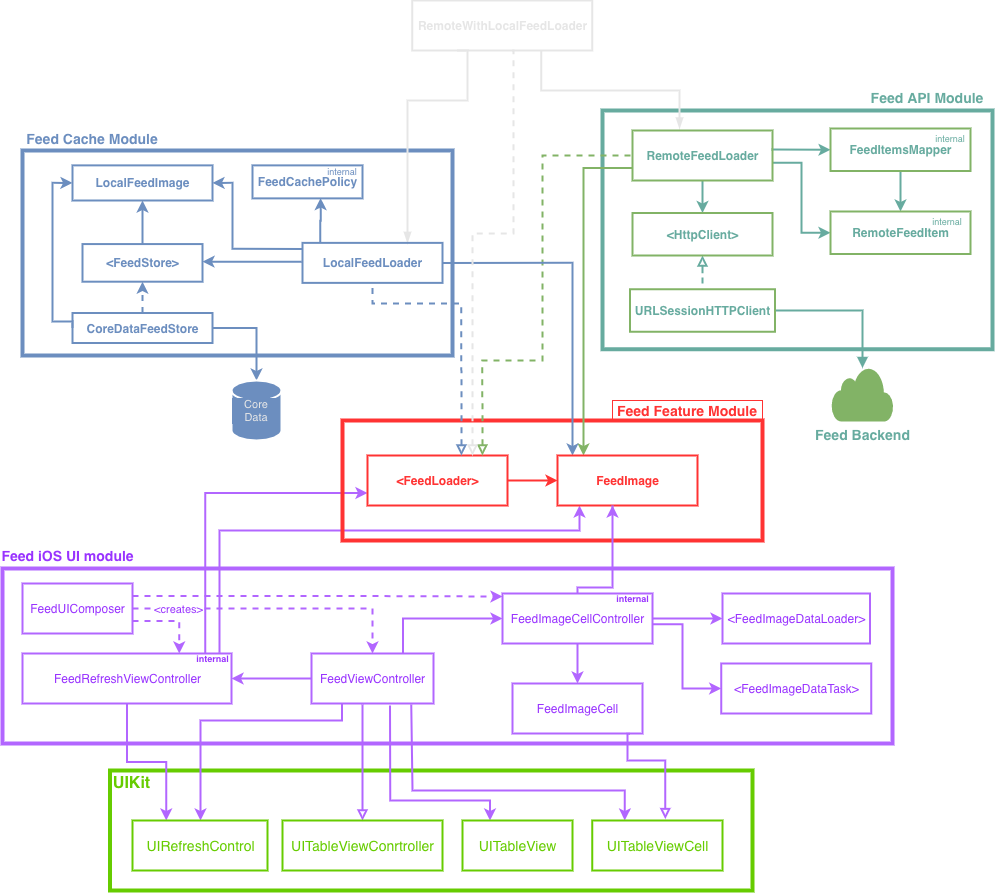 RemoteWithLocalFeedLoader
Feed API Module
Feed Cache Module
RemoteFeedLoader
internal
FeedItemsMapper
LocalFeedImage
internal
FeedCachePolicy
<HttpClient>
internal
RemoteFeedItem
<FeedStore>
LocalFeedLoader
URLSessionHTTPClient
CoreDataFeedStore
Core
Data
Feed Backend
Feed Feature Module
<FeedLoader>
FeedImage
Feed iOS UI module
FeedUIComposer
<creates>
internal
FeedImageCellController
<FeedImageDataLoader>
internal
FeedRefreshViewController
FeedViewController
<FeedImageDataTask>
FeedImageCell
UIKit
UIRefreshControl
UITableViewConrtroller
UITableView
UITableViewCell